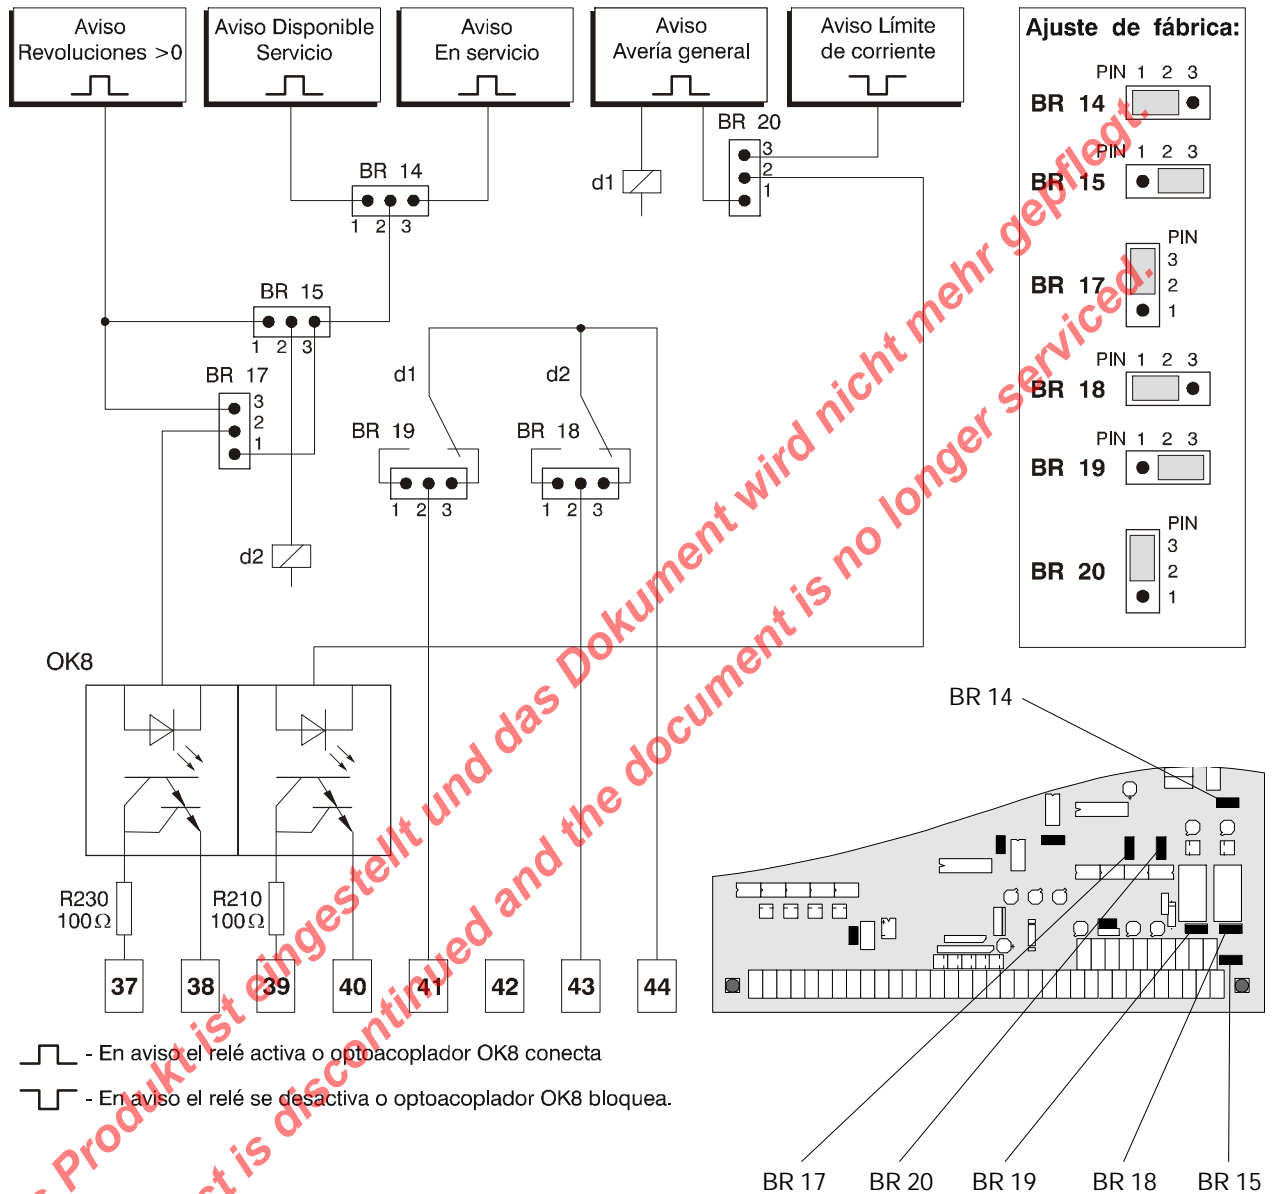 Aviso
Revoluciones >0
Aviso Disponible
Servicio
Aviso
En servicio
Aviso
Avería general
Aviso Límite
de corriente
Ajuste de fábrica:
PIN 1 2 3
BR 14
PIN 1 2 3
BR 15
PIN
3
BR 17 2
1
PIN 1 2 3
BR 18
PIN 1 2 3
BR 19
PIN
3
BR 20 2
1
BR 20
3
2
1
d1
BR 14
1 2 3
BR 15
1 2 3
BR 17
3
2
1
d1
d2
BR 19
BR 18
1 2 3
1 2 3
d2
OK8
R230
100Ω
R210
100Ω
37 38 39 40 41 42 43 44
- En aviso el relé activa o optoacoplador OK8 conecta
- En aviso el relé se desactiva o optoacoplador OK8 bloquea.
BR 14
BR 17 BR 20 BR 19 BR 18 BR 15
s Produkt ist eingestellt und das Dokument wird nicht mehr gepflegt.
ct is discontinued and the document is no longer serviced.